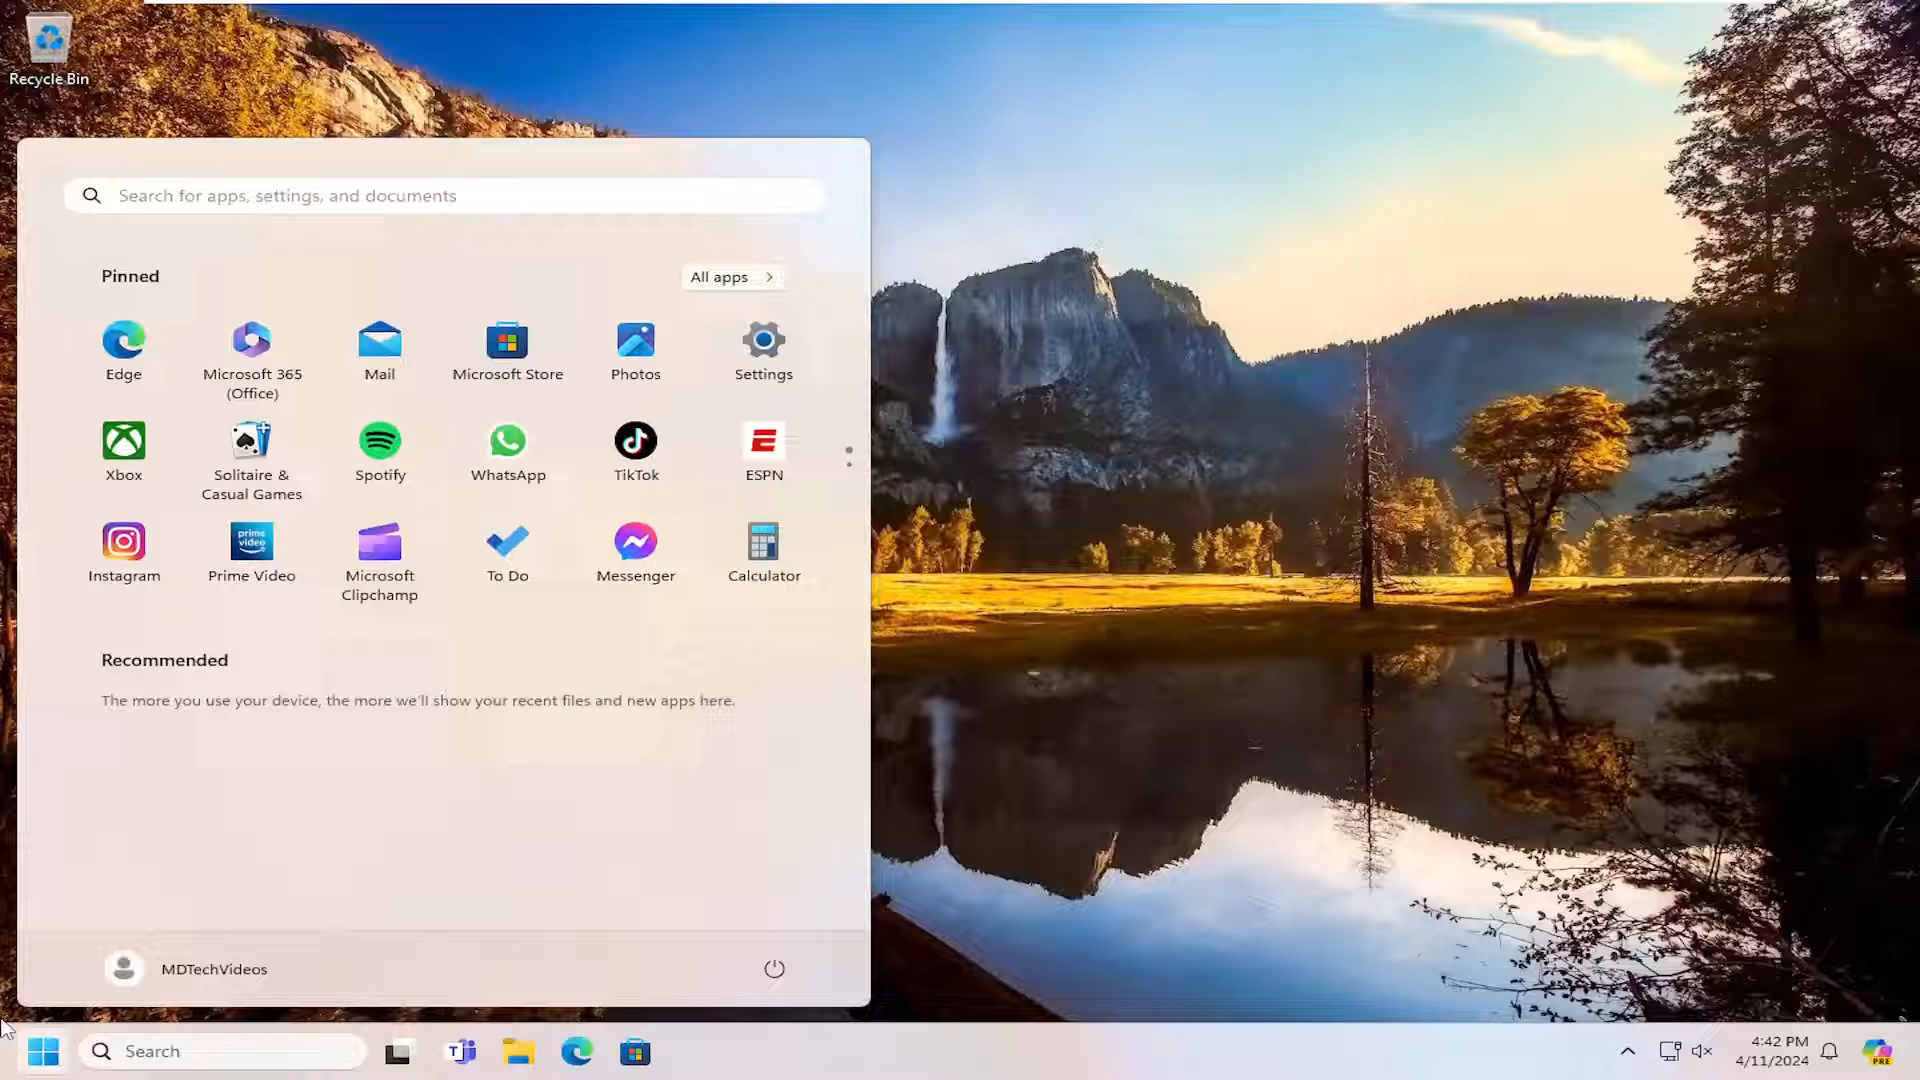 Recycle Bin
Search for apps, settings, and documents
Pinned
All apps
Edge
Microsoft 365
(Office)
Mail
Microsoft Store
Photos
Settings
Xbox
Solitaire &
Casual Games
Spotify
WhatsApp
TikTok
ESPN
prime
video
Instagram
Prime Video
Microsoft
Clipchamp
To Do
Messenger
Calculator
Recommended
The more you use your device, the more we'll show your recent files and new apps here.
MDTechVideos
Search
4:42 PM
4/11/2024
PRE